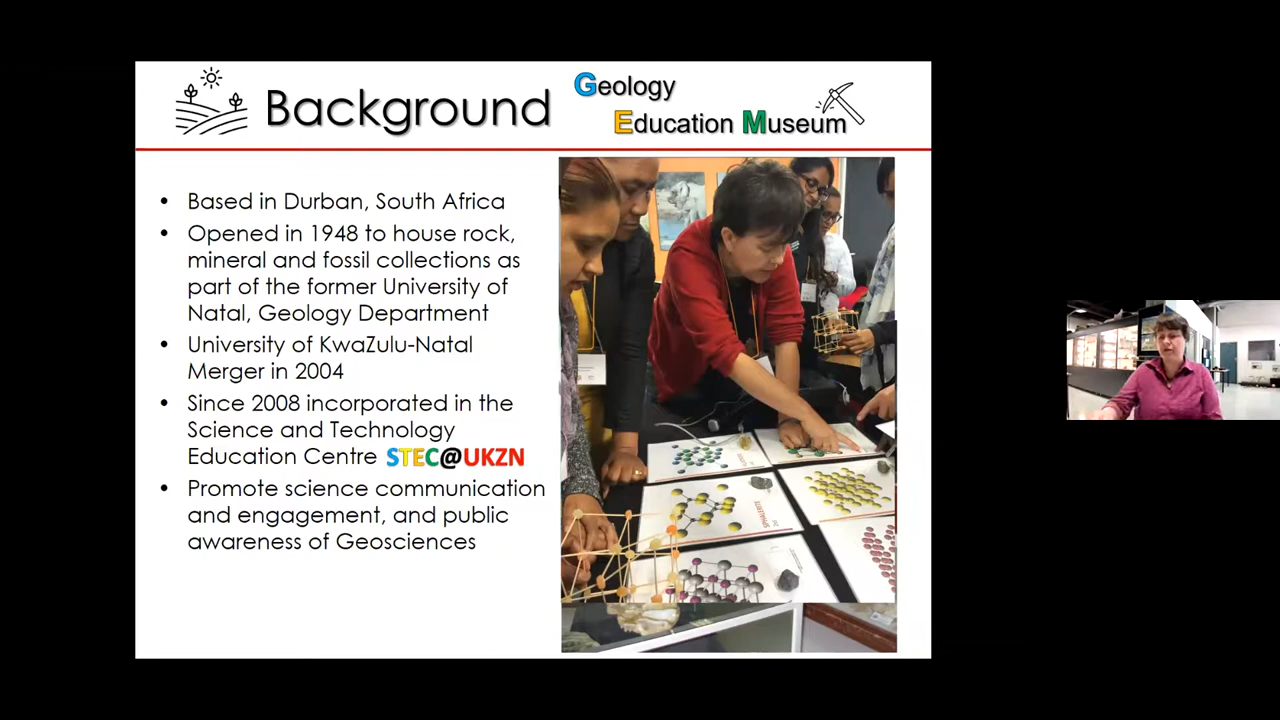 Background
Geology
Education Museum
• Based in Durban, South Africa
• Opened in 1948 to house rock,
mineral and fossil collections as
part of the former University of
Natal, Geology Department
• University of KwaZulu-Natal
Merger in 2004
• Since 2008 incorporated in the
Science and Technology
Education Centre STEC@UKZN
• Promote science communication
and engagement, and public
awareness of Geosciences